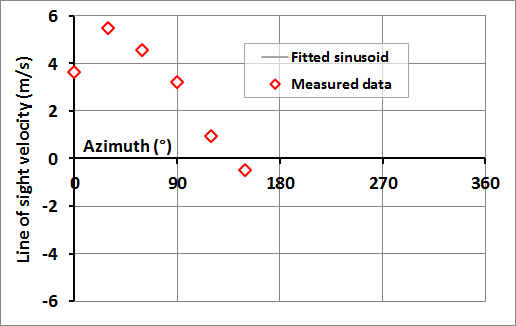 6
4
2
0
-2
-4
-6
Line of sight velocity (m/s)
Fitted sinusoid
Measured data
Azimuth (°)
0 90 180 270 360